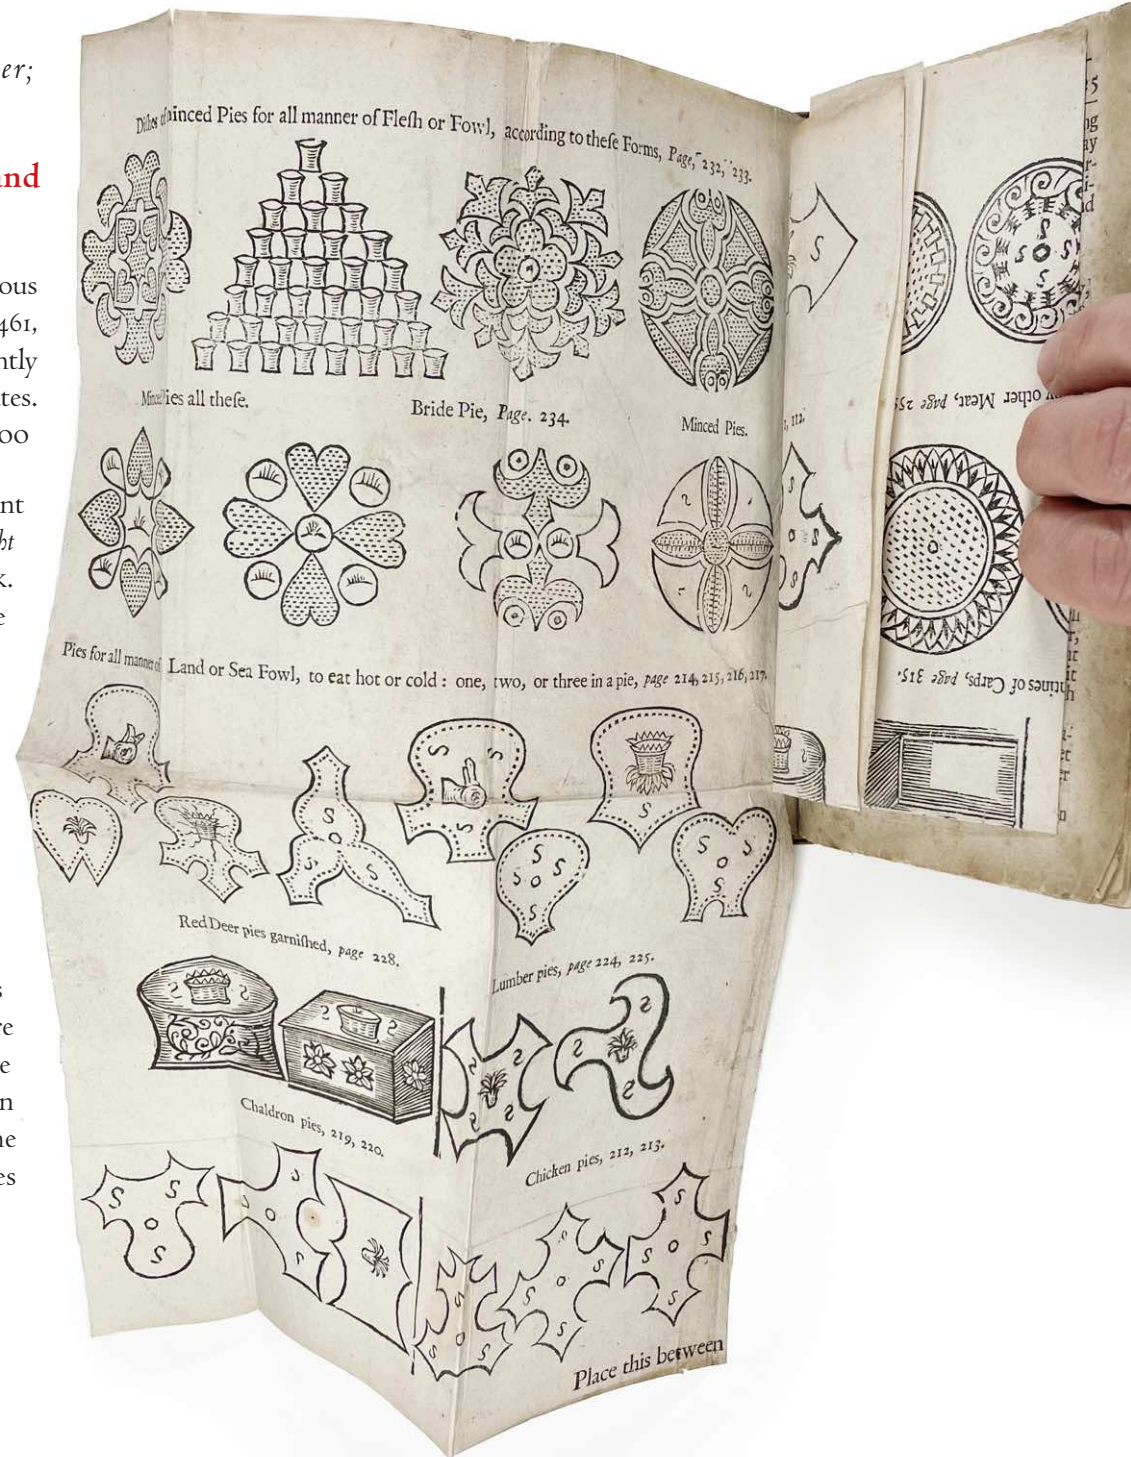 er;
and
ous
461,
ntly
tes.
oo
nt
ht
k.
e
s
re
e
n
ne
es
Diſhes of minced Pies for all manner of Fleſh or Fowl, according to theſe Forms, Page, 232, 233.
Minced Pies all theſe.
Bride Pie, Page. 234.
Minced Pies.
Pies for all manner of Land or Sea Fowl, to eat hot or cold: one, two, or three in a pie, page 214, 215, 216, 217.
Red Deer pies garniſhed, page 228.
Lumber pies, page 224, 225.
Chaldron pies, 219, 220.
Chicken pies, 212, 213.
Place this between
other Meat, page 25
of Carps, page 315.